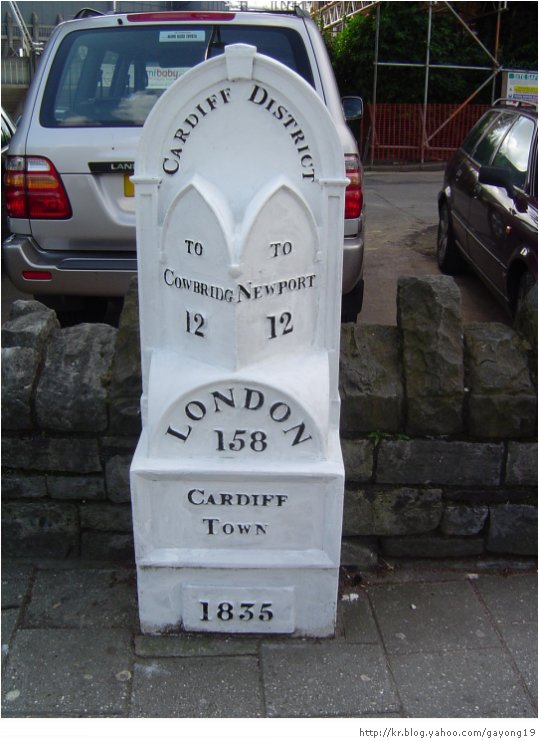 CARDIFF DISTRICT
TO
COWBRIDG
12
TO
NEWPORT
12
LONDON
158
CARDIFF
TOWN
1835
LAND
http://kr.blog.yahoo.com/gayong19